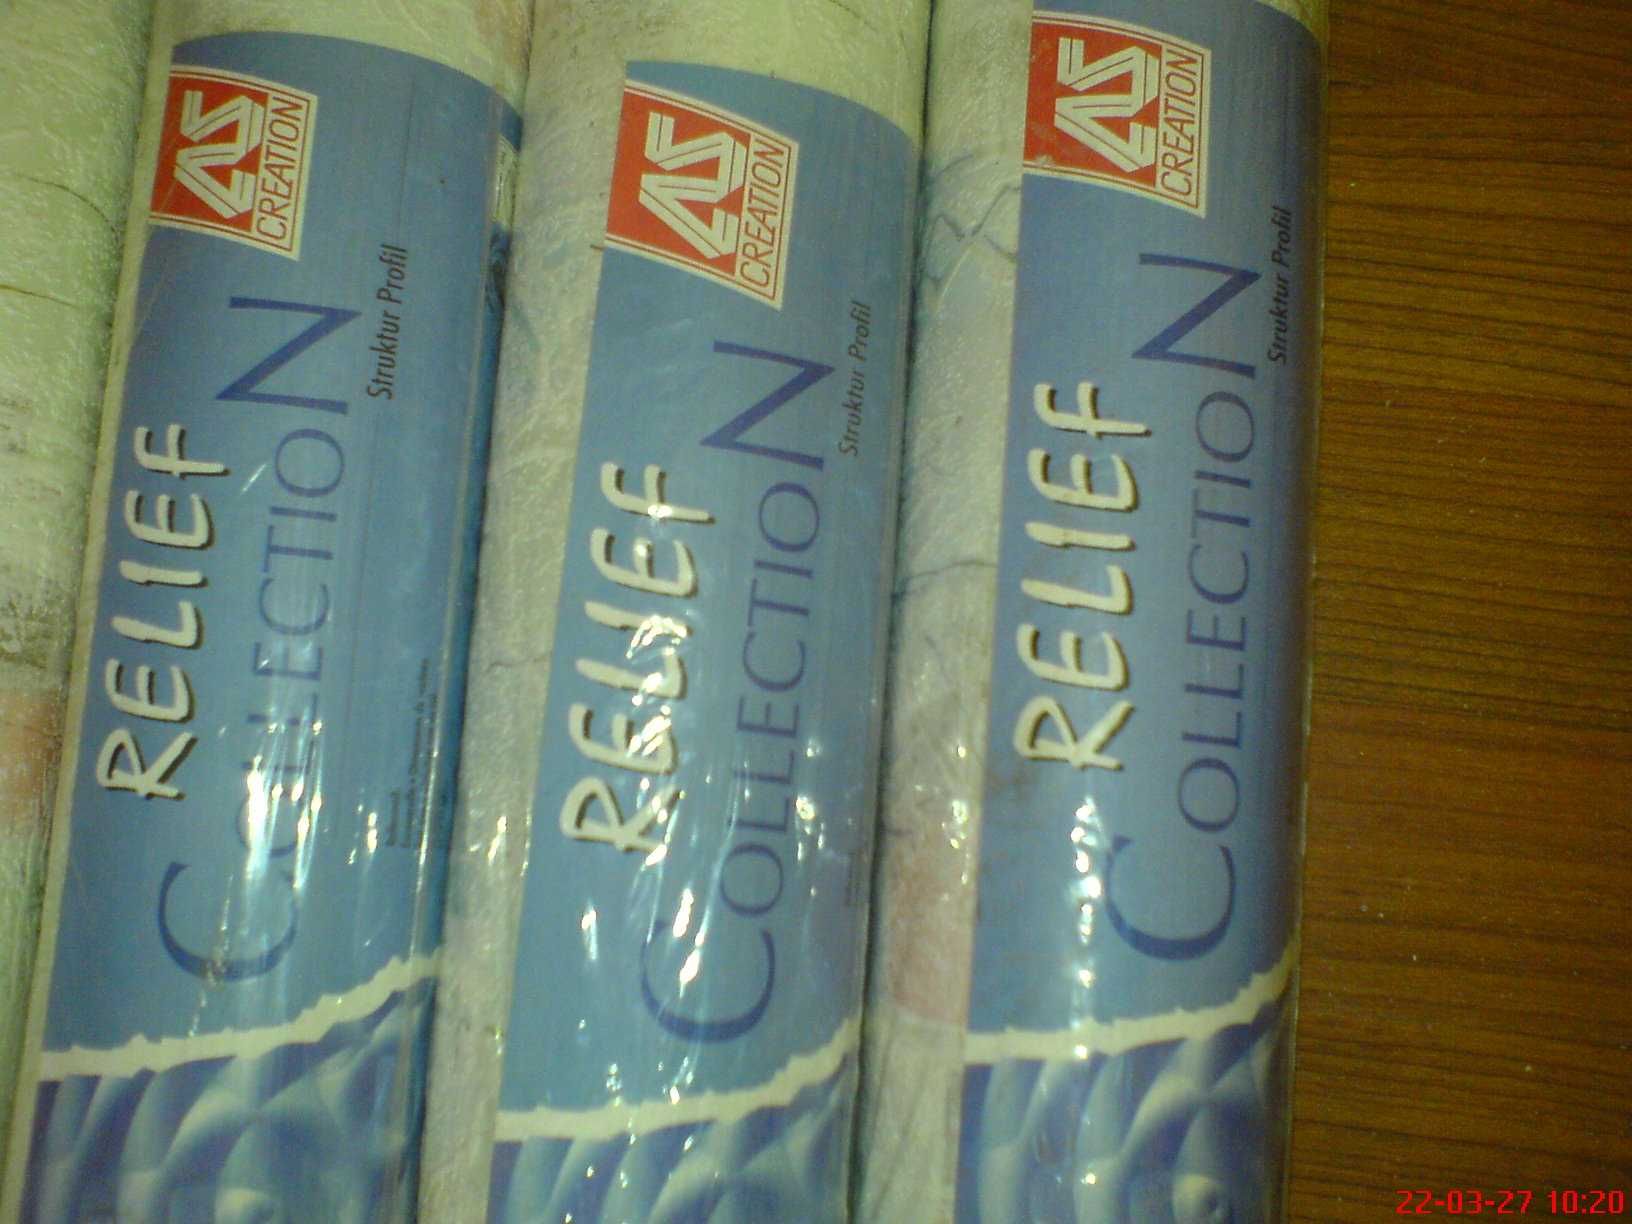 AS
CREATION
RELIEF
COLLECTION
Struktur Profil
AS
CREATION
RELIEF
COLLECTION
Struktur Profil
AS
CREATION
RELIEF
COLLECTION
Struktur Profil
22-03-27 10:20